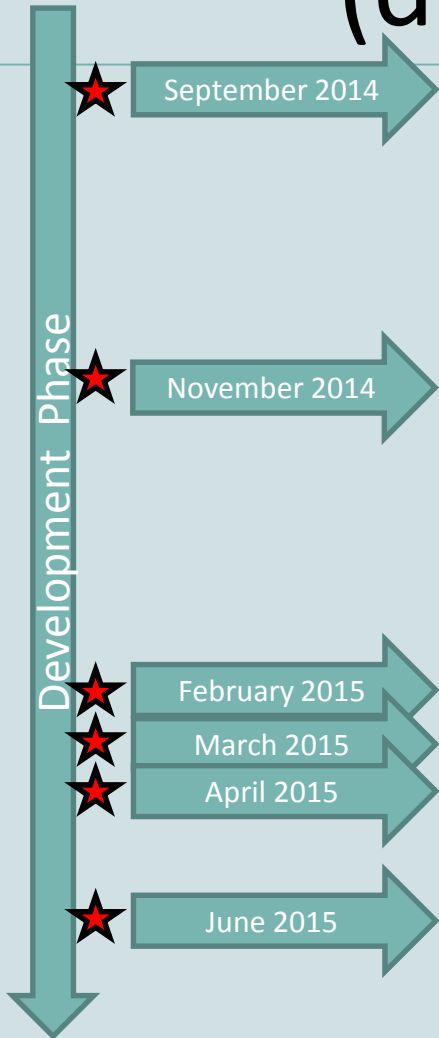 (d
September 2014
November 2014
Development Phase
February 2015
March 2015
April 2015
June 2015